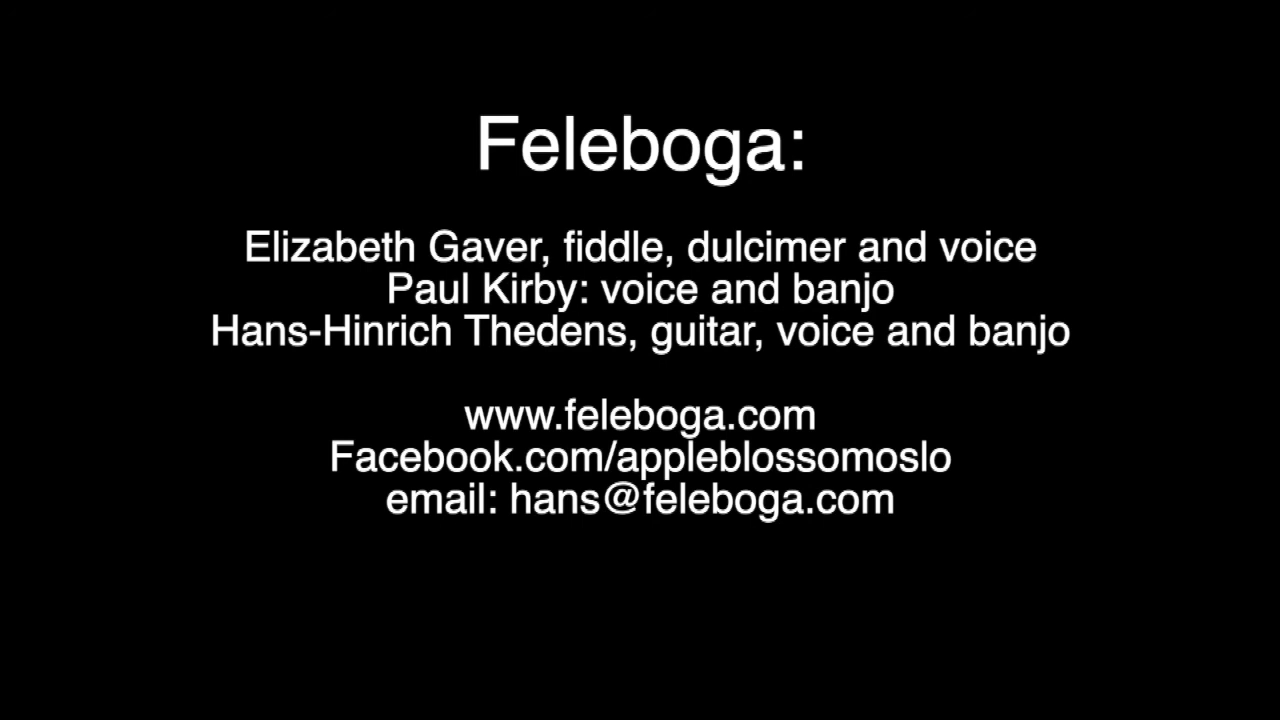 Feleboga:
Elizabeth Gaver, fiddle, dulcimer and voice
Paul Kirby: voice and banjo
Hans-Hinrich Thedens, guitar, voice and banjo
www.feleboga.com
Facebook.com/appleblossomoslo
email: hans@feleboga.com